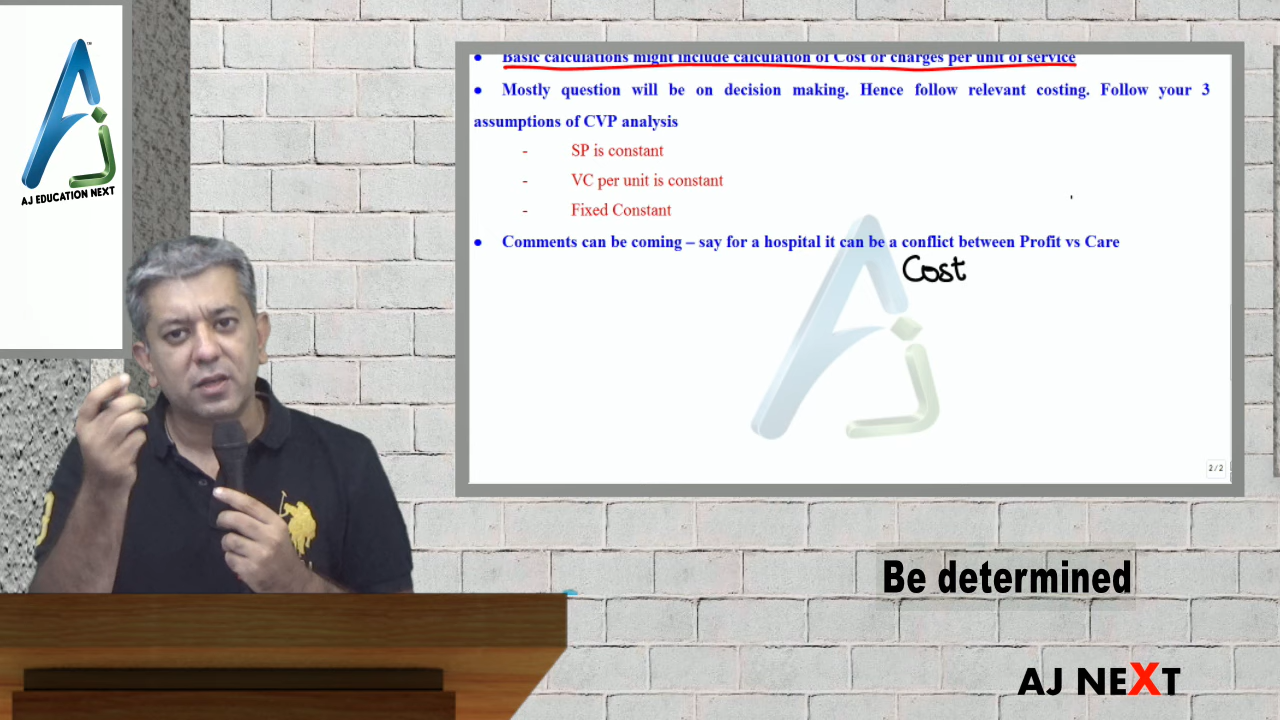 AJ EDUCATION NEXT
● Basic calculations might include calculation of Cost or charges per unit of service
● Mostly question will be on decision making. Hence follow relevant costing. Follow your 3
assumptions of CVP analysis
- SP is constant
- VC per unit is constant
- Fixed Constant
● Comments can be coming – say for a hospital it can be a conflict between Profit vs Care
Cost
2/2
Be determined
AJ NEXT